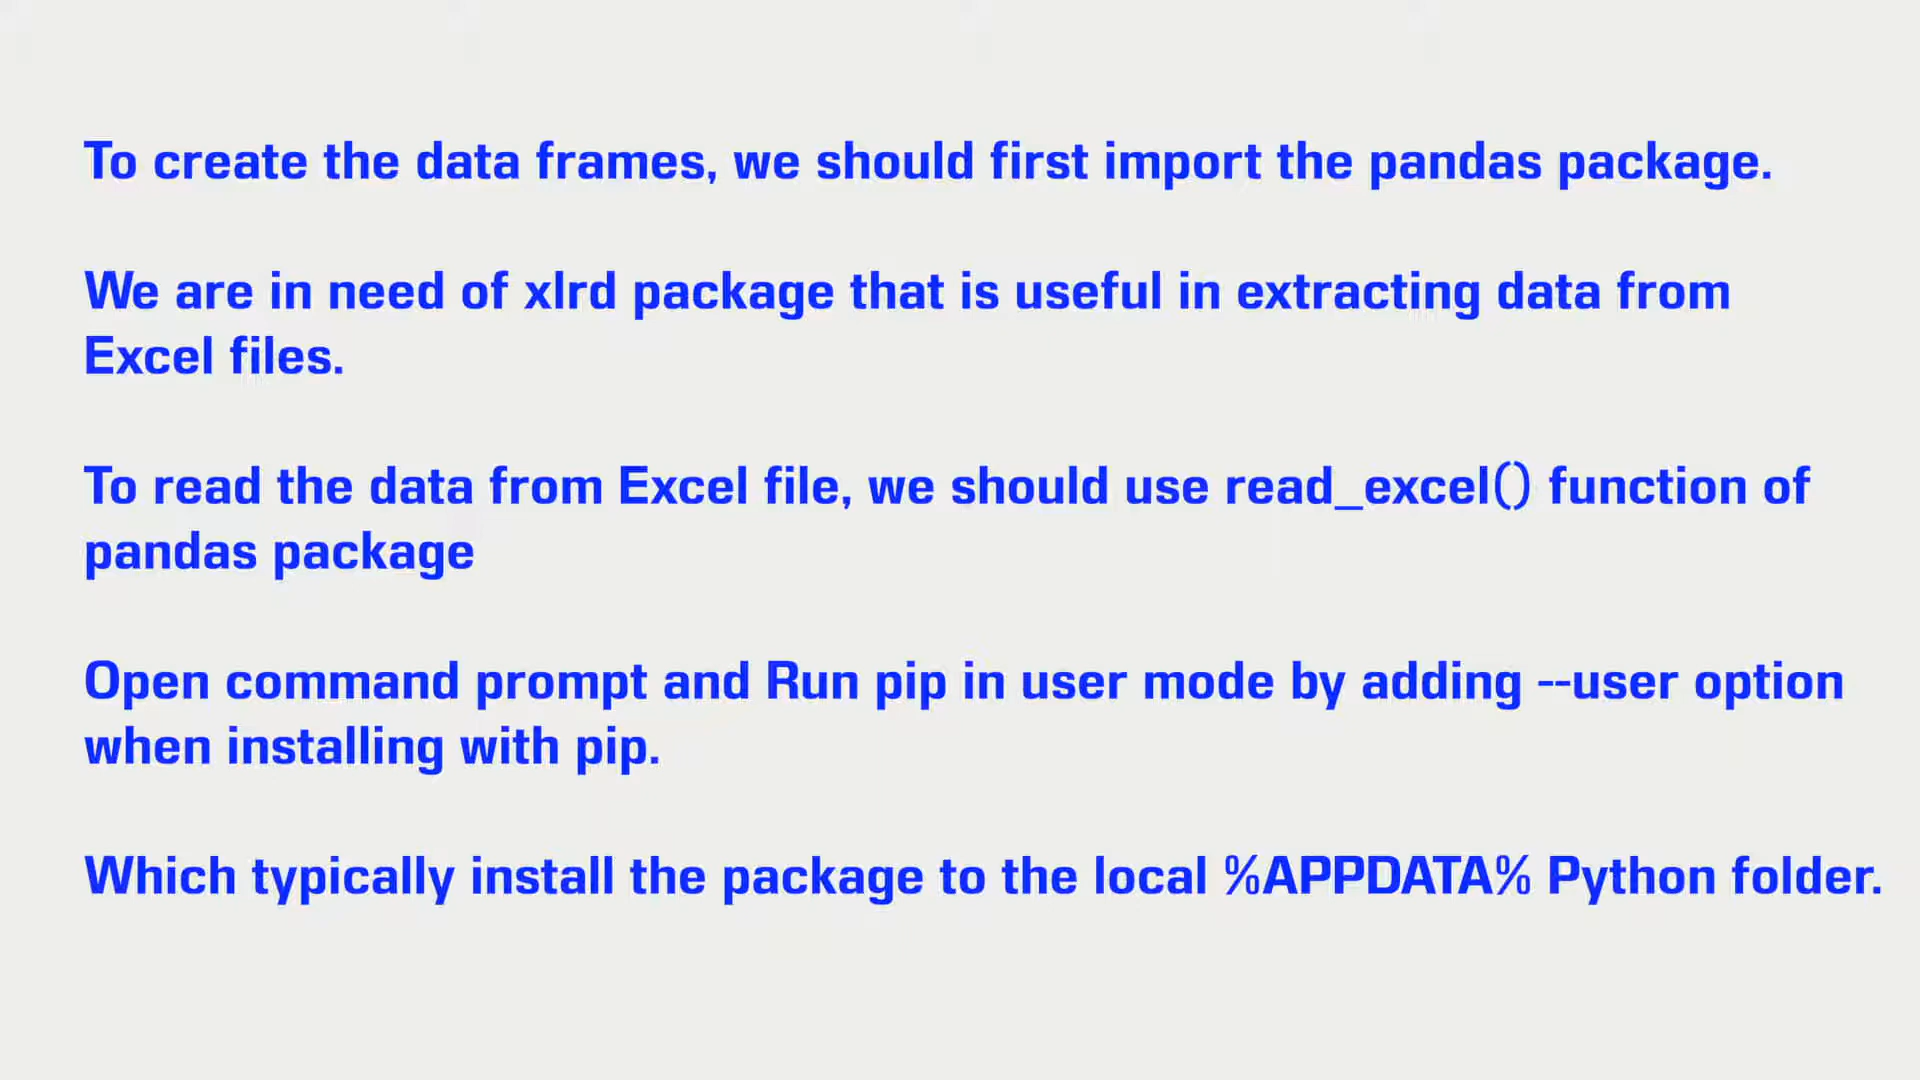 To create the data frames, we should first import the pandas package.
We are in need of xlrd package that is useful in extracting data from
Excel files.
To read the data from Excel file, we should use read_excel() function of
pandas package
Open command prompt and Run pip in user mode by adding --user option
when installing with pip.
Which typically install the package to the local %APPDATA% Python folder.